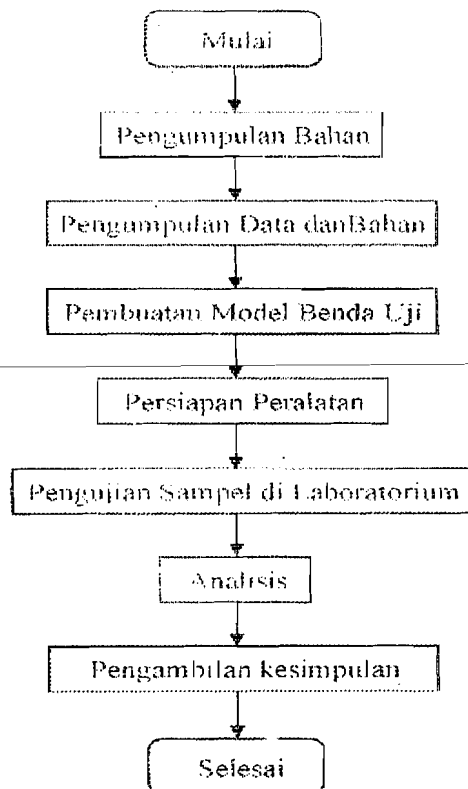 Mulai
Pengumpulan Bahan
Pengumpulan Data danBahan
Pembuatan Model Benda Uji
Persiapan Peralatan
Pengujian Sampel di Laboratorium
Analisis
Pengambilan kesimpulan
Selesai